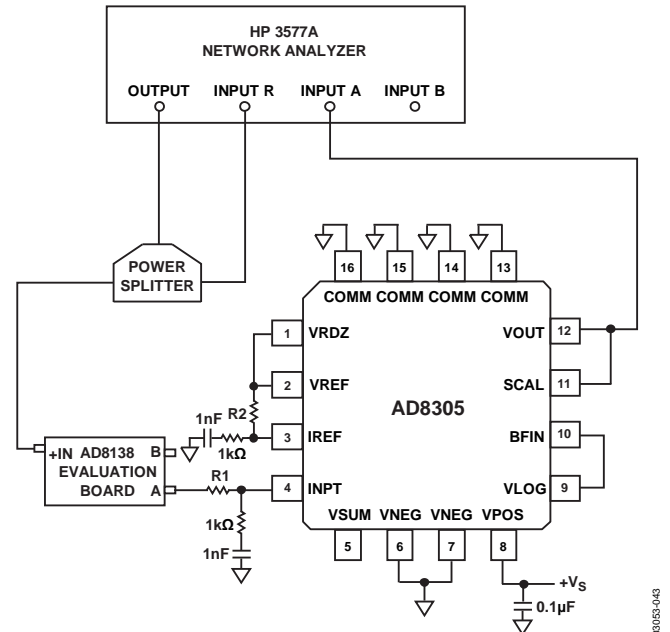 HP 3577A
NETWORK ANALYZER
OUTPUT INPUT R INPUT A INPUT B
POWER
SPLITTER
16 15 14 13
COMM COMM COMM COMM
1 VRDZ
VOUT 12
2 VREF
SCAL 11
R2
AD8305
1nF
1kΩ
3 IREF
BFIN 10
+IN AD8138 B
EVALUATION
BOARD A
R1
4 INPT
VLOG 9
1kΩ
1nF
VSUM VNEG VNEG VPOS
5 6 7 8
+VS
0.1µF
03053-043